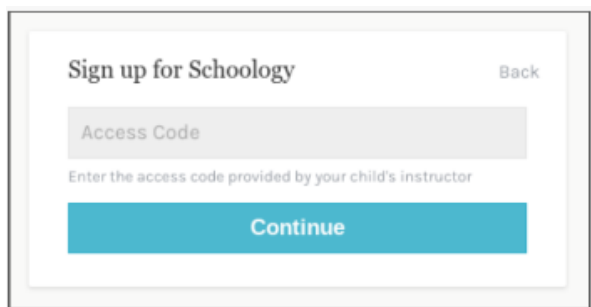 Sign up for Schoology Back
Access Code
Enter the access code provided by your child's instructor
Continue